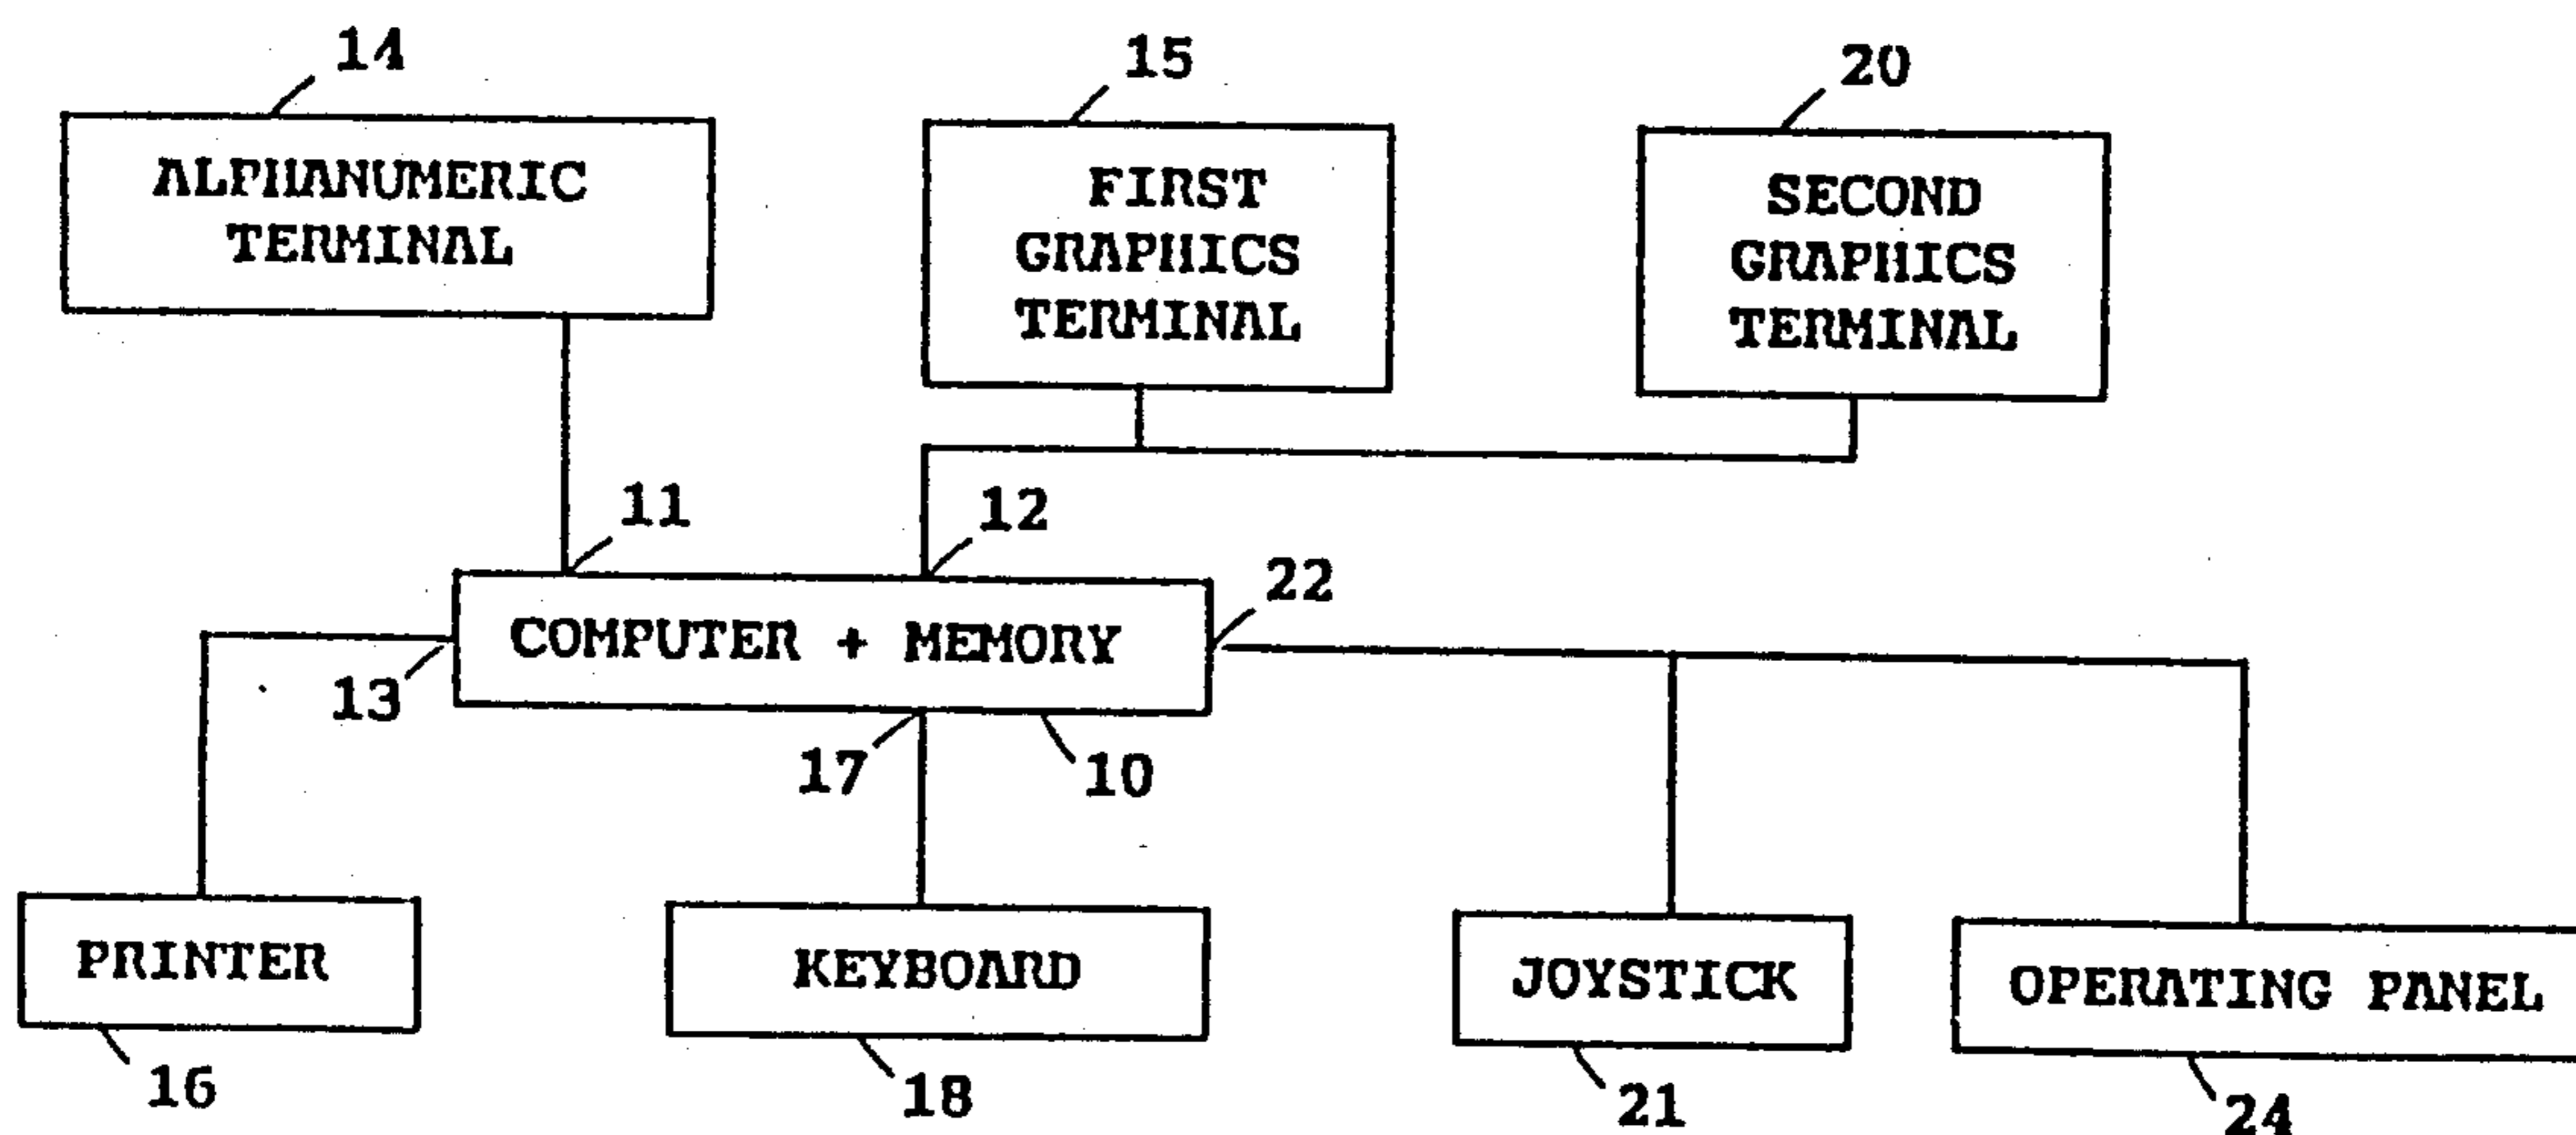 14
15
20
ALPHANUMERIC
TERMINAL
FIRST
GRAPHICS
TERMINAL
SECOND
GRAPHICS
TERMINAL
11
12
22
COMPUTER + MEMORY
13
17
10
PRINTER
KEYBOARD
JOYSTICK
OPERATING PANEL
16
18
21
24